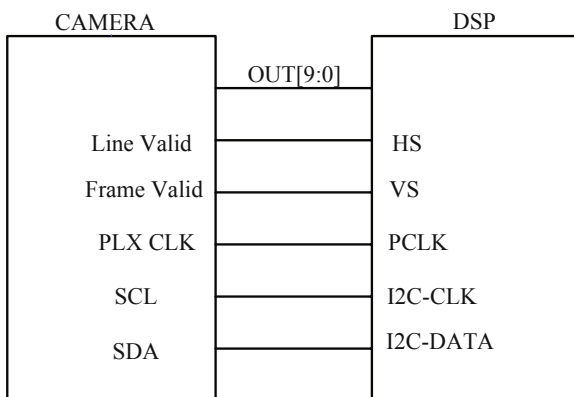 CAMERA DSP
OUT[9:0]
Line Valid HS
Frame Valid VS
PLX CLK PCLK
SCL I2C-CLK
SDA I2C-DATA